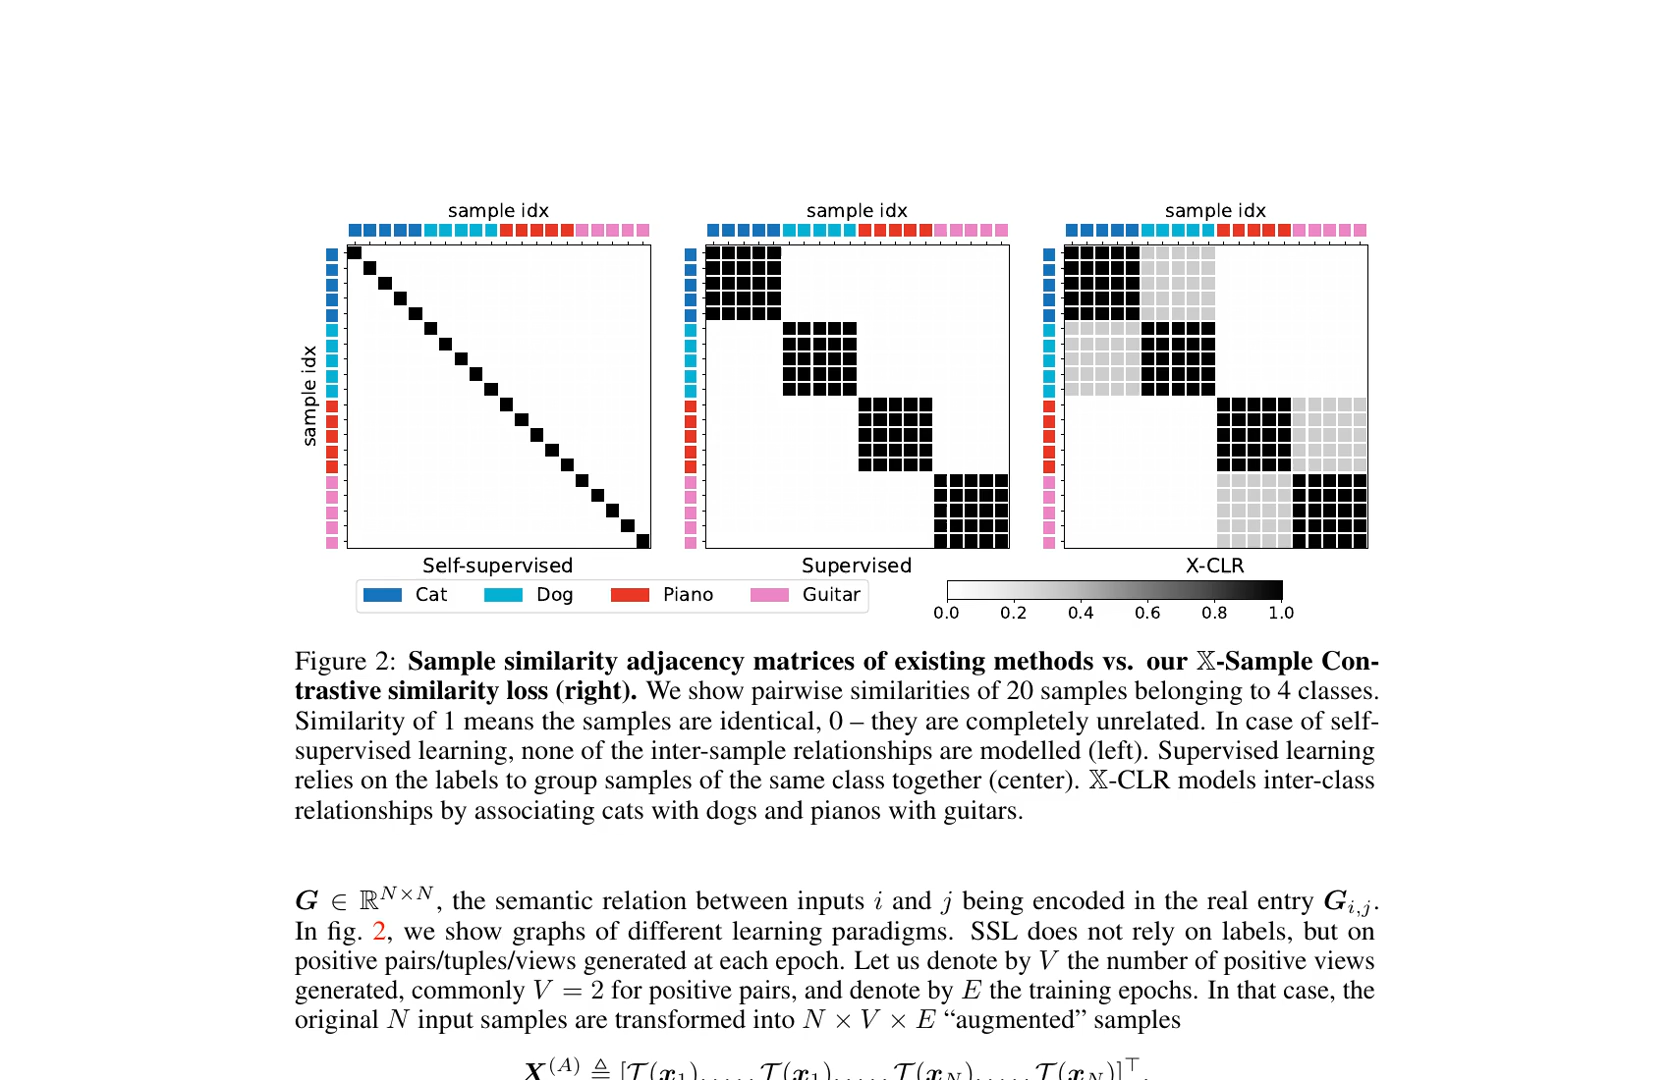 sample idx sample idx sample idx
sample idx
Self-supervised Supervised X-CLR
Cat Dog Piano Guitar
0.0 0.2 0.4 0.6 0.8 1.0
Figure 2: Sample similarity adjacency matrices of existing methods vs. our 𝕏-Sample Con-
trastive similarity loss (right). We show pairwise similarities of 20 samples belonging to 4 classes.
Similarity of 1 means the samples are identical, 0 – they are completely unrelated. In case of self-
supervised learning, none of the inter-sample relationships are modelled (left). Supervised learning
relies on the labels to group samples of the same class together (center). 𝕏-CLR models inter-class
relationships by associating cats with dogs and pianos with guitars.
G ∈ ℝ^{N×N}, the semantic relation between inputs i and j being encoded in the real entry G_{i,j}.
In fig. 2, we show graphs of different learning paradigms. SSL does not rely on labels, but on
positive pairs/tuples/views generated at each epoch. Let us denote by V the number of positive views
generated, commonly V = 2 for positive pairs, and denote by E the training epochs. In that case, the
original N input samples are transformed into N × V × E “augmented” samples
X^{(A)} ≜ [𝒯(x_1), . . . , 𝒯(x_1), . . . , 𝒯(x_N), . . . , 𝒯(x_N)]^⊤,